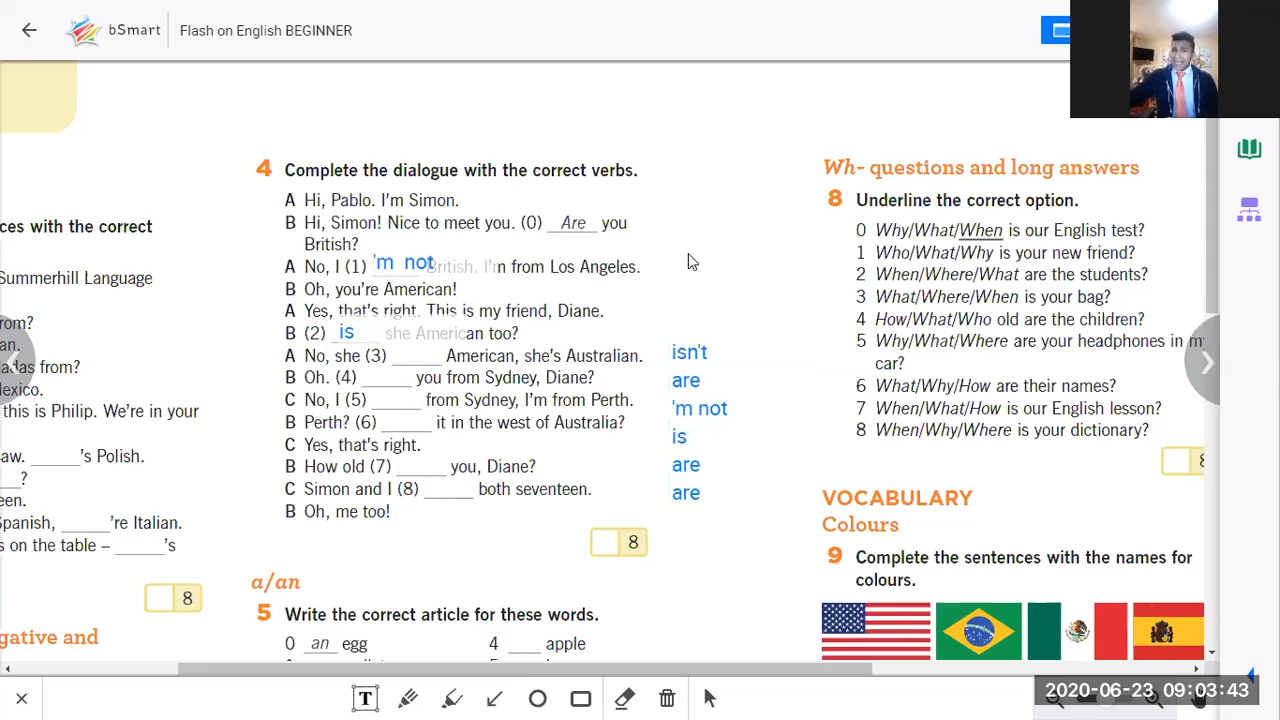 bSmart
Flash on English BEGINNER
ces with the correct
Summerhill Language
from?
an.
adas from?
exico.
this is Philip. We're in your
aw. ______'s Polish.
?
een.
Spanish, ______'re Italian.
s on the table – ______'s
8
gative and
4 Complete the dialogue with the correct verbs.
A Hi, Pablo. I'm Simon.
B Hi, Simon! Nice to meet you. (0) Are you
British?
A No, I (1) 'm not British. I'm from Los Angeles.
B Oh, you're American!
A Yes, that's right. This is my friend, Diane.
B (2) is she American too?
A No, she (3) ______ American, she's Australian.
B Oh. (4) ______ you from Sydney, Diane?
C No, I (5) ______ from Sydney, I'm from Perth.
B Perth? (6) ______ it in the west of Australia?
C Yes, that's right.
B How old (7) ______ you, Diane?
C Simon and I (8) ______ both seventeen.
B Oh, me too!
8
isn't
are
'm not
is
are
are
a/an
5 Write the correct article for these words.
0 an egg 4 ____ apple
Wh- questions and long answers
8 Underline the correct option.
0 Why/What/When is our English test?
1 Who/What/Why is your new friend?
2 When/Where/What are the students?
3 What/Where/When is your bag?
4 How/What/Who old are the children?
5 Why/What/Where are your headphones in m
car?
6 What/Why/How are their names?
7 When/What/How is our English lesson?
8 When/Why/Where is your dictionary?
8
VOCABULARY
Colours
9 Complete the sentences with the names for
colours.
T
2020-06-23 09:03:43